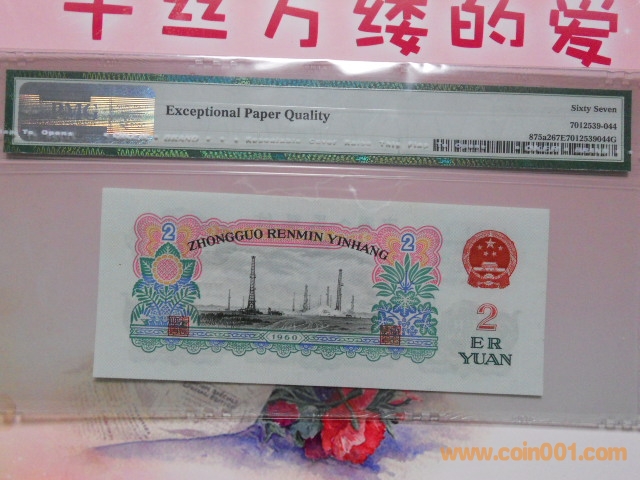 千丝万缕的爱
Exceptional Paper Quality
Sixty Seven
7012539-044
875a267E7012539044G
2
2
ZHONGGUO RENMIN YINHANG
1960
2
ER
YUAN
www.coin001.com